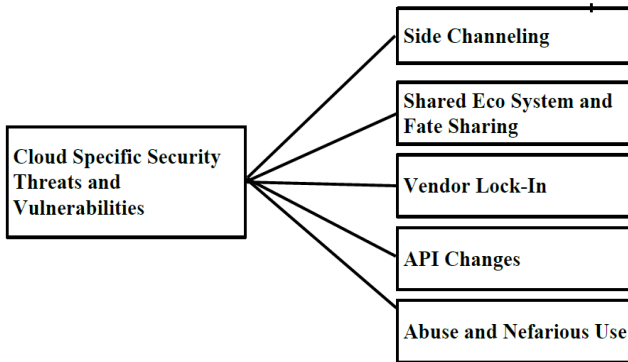 Cloud Specific Security
Threats and
Vulnerabilities
Side Channeling
Shared Eco System and
Fate Sharing
Vendor Lock-In
API Changes
Abuse and Nefarious Use